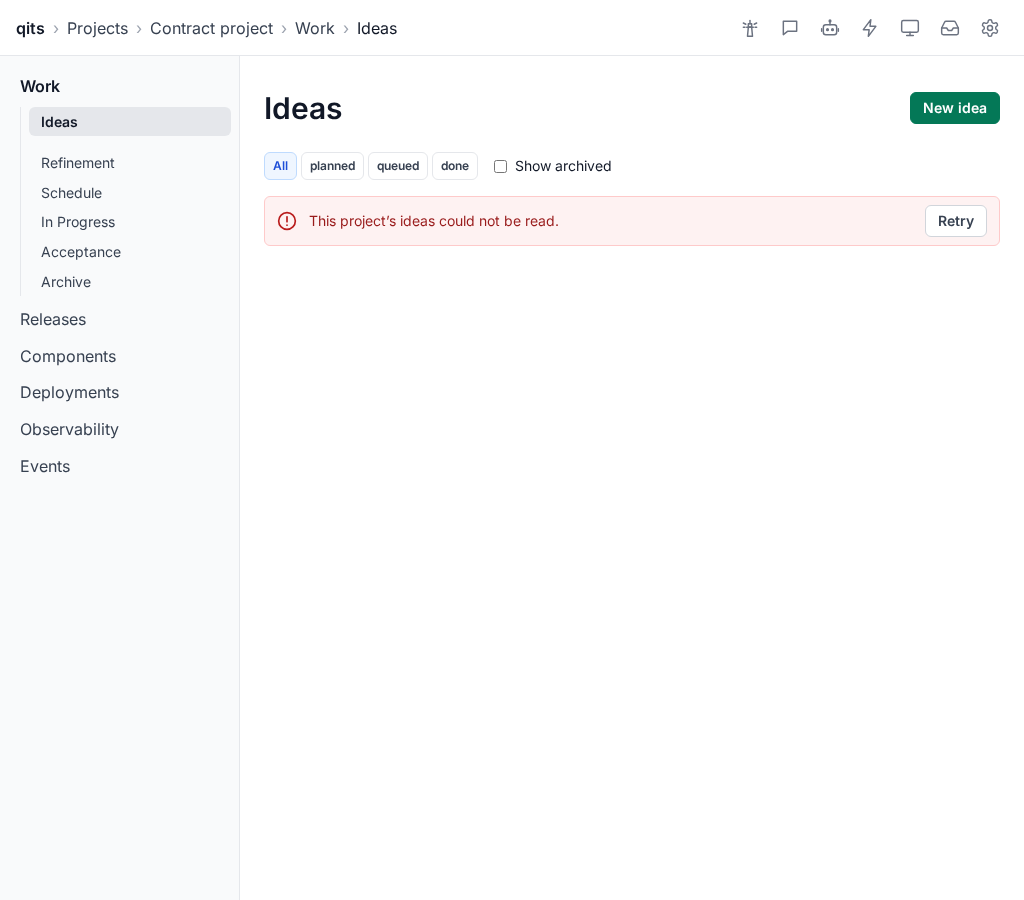 qits › Projects › Contract project › Work › Ideas
Work
Ideas
Refinement
Schedule
In Progress
Acceptance
Archive
Releases
Components
Deployments
Observability
Events
Ideas
New idea
All planned queued done Show archived
This project’s ideas could not be read. Retry